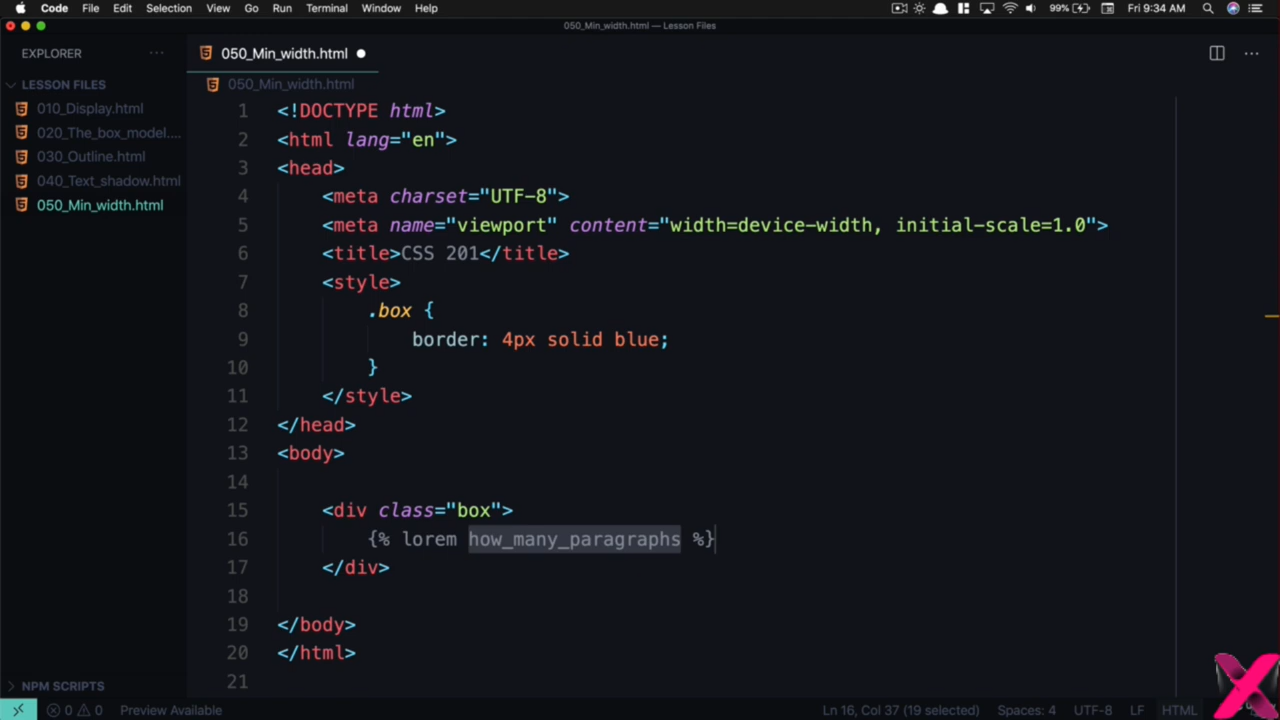 Code File Edit Selection View Go Run Terminal Window Help 99% Fri 9:34 AM
050_Min_width.html — Lesson Files
EXPLORER ···
050_Min_width.html
LESSON FILES
050_Min_width.html
010_Display.html
020_The_box_model....
030_Outline.html
040_Text_shadow.html
050_Min_width.html
1 <!DOCTYPE html>
2 <html lang="en">
3 <head>
4 <meta charset="UTF-8">
5 <meta name="viewport" content="width=device-width, initial-scale=1.0">
6 <title>CSS 201</title>
7 <style>
8 .box {
9 border: 4px solid blue;
10 }
11 </style>
12 </head>
13 <body>
14
15 <div class="box">
16 {% lorem how_many_paragraphs %}
17 </div>
18
19 </body>
20 </html>
21
NPM SCRIPTS
0 0 Preview Available Ln 16, Col 37 (19 selected) Spaces: 4 UTF-8 LF HTML
X